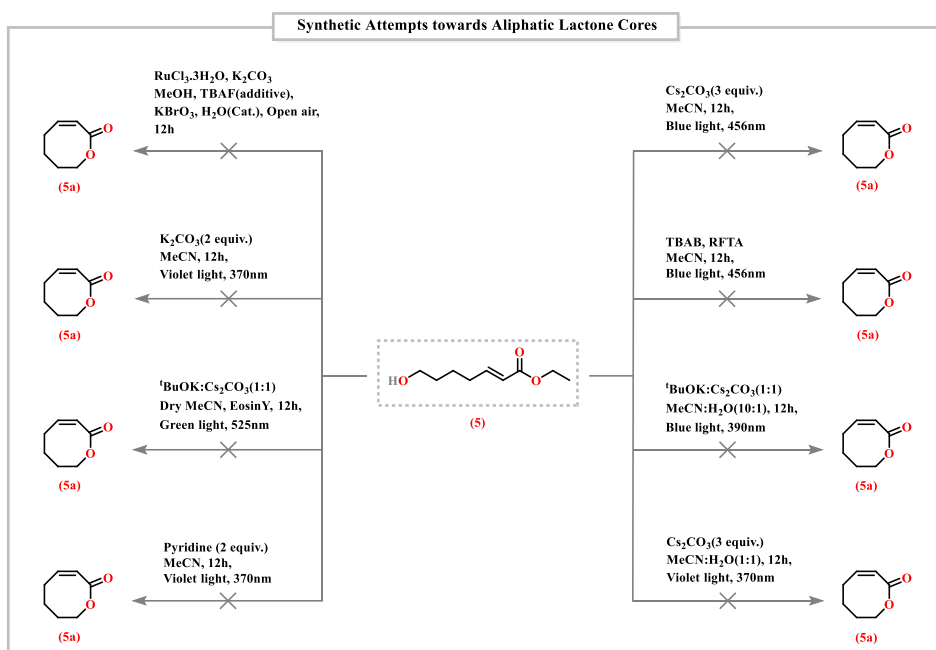 Synthetic Attempts towards Aliphatic Lactone Cores
RuCl3.3H2O, K2CO3
MeOH, TBAF(additive),
KBrO3, H2O(Cat.), Open air,
12h
O
O
(5a)
K2CO3(2 equiv.)
MeCN, 12h,
Violet light, 370nm
O
O
(5a)
tBuOK:Cs2CO3(1:1)
Dry MeCN, EosinY, 12h,
Green light, 525nm
O
O
(5a)
Pyridine (2 equiv.)
MeCN, 12h,
Violet light, 370nm
O
O
(5a)
HO
O
O
(5)
Cs2CO3(3 equiv.)
MeCN, 12h,
Blue light, 456nm
O
O
(5a)
TBAB, RFTA
MeCN, 12h,
Blue light, 456nm
O
O
(5a)
tBuOK:Cs2CO3(1:1)
MeCN:H2O(10:1), 12h,
Blue light, 390nm
O
O
(5a)
Cs2CO3(3 equiv.)
MeCN:H2O(1:1), 12h,
Violet light, 370nm
O
O
(5a)